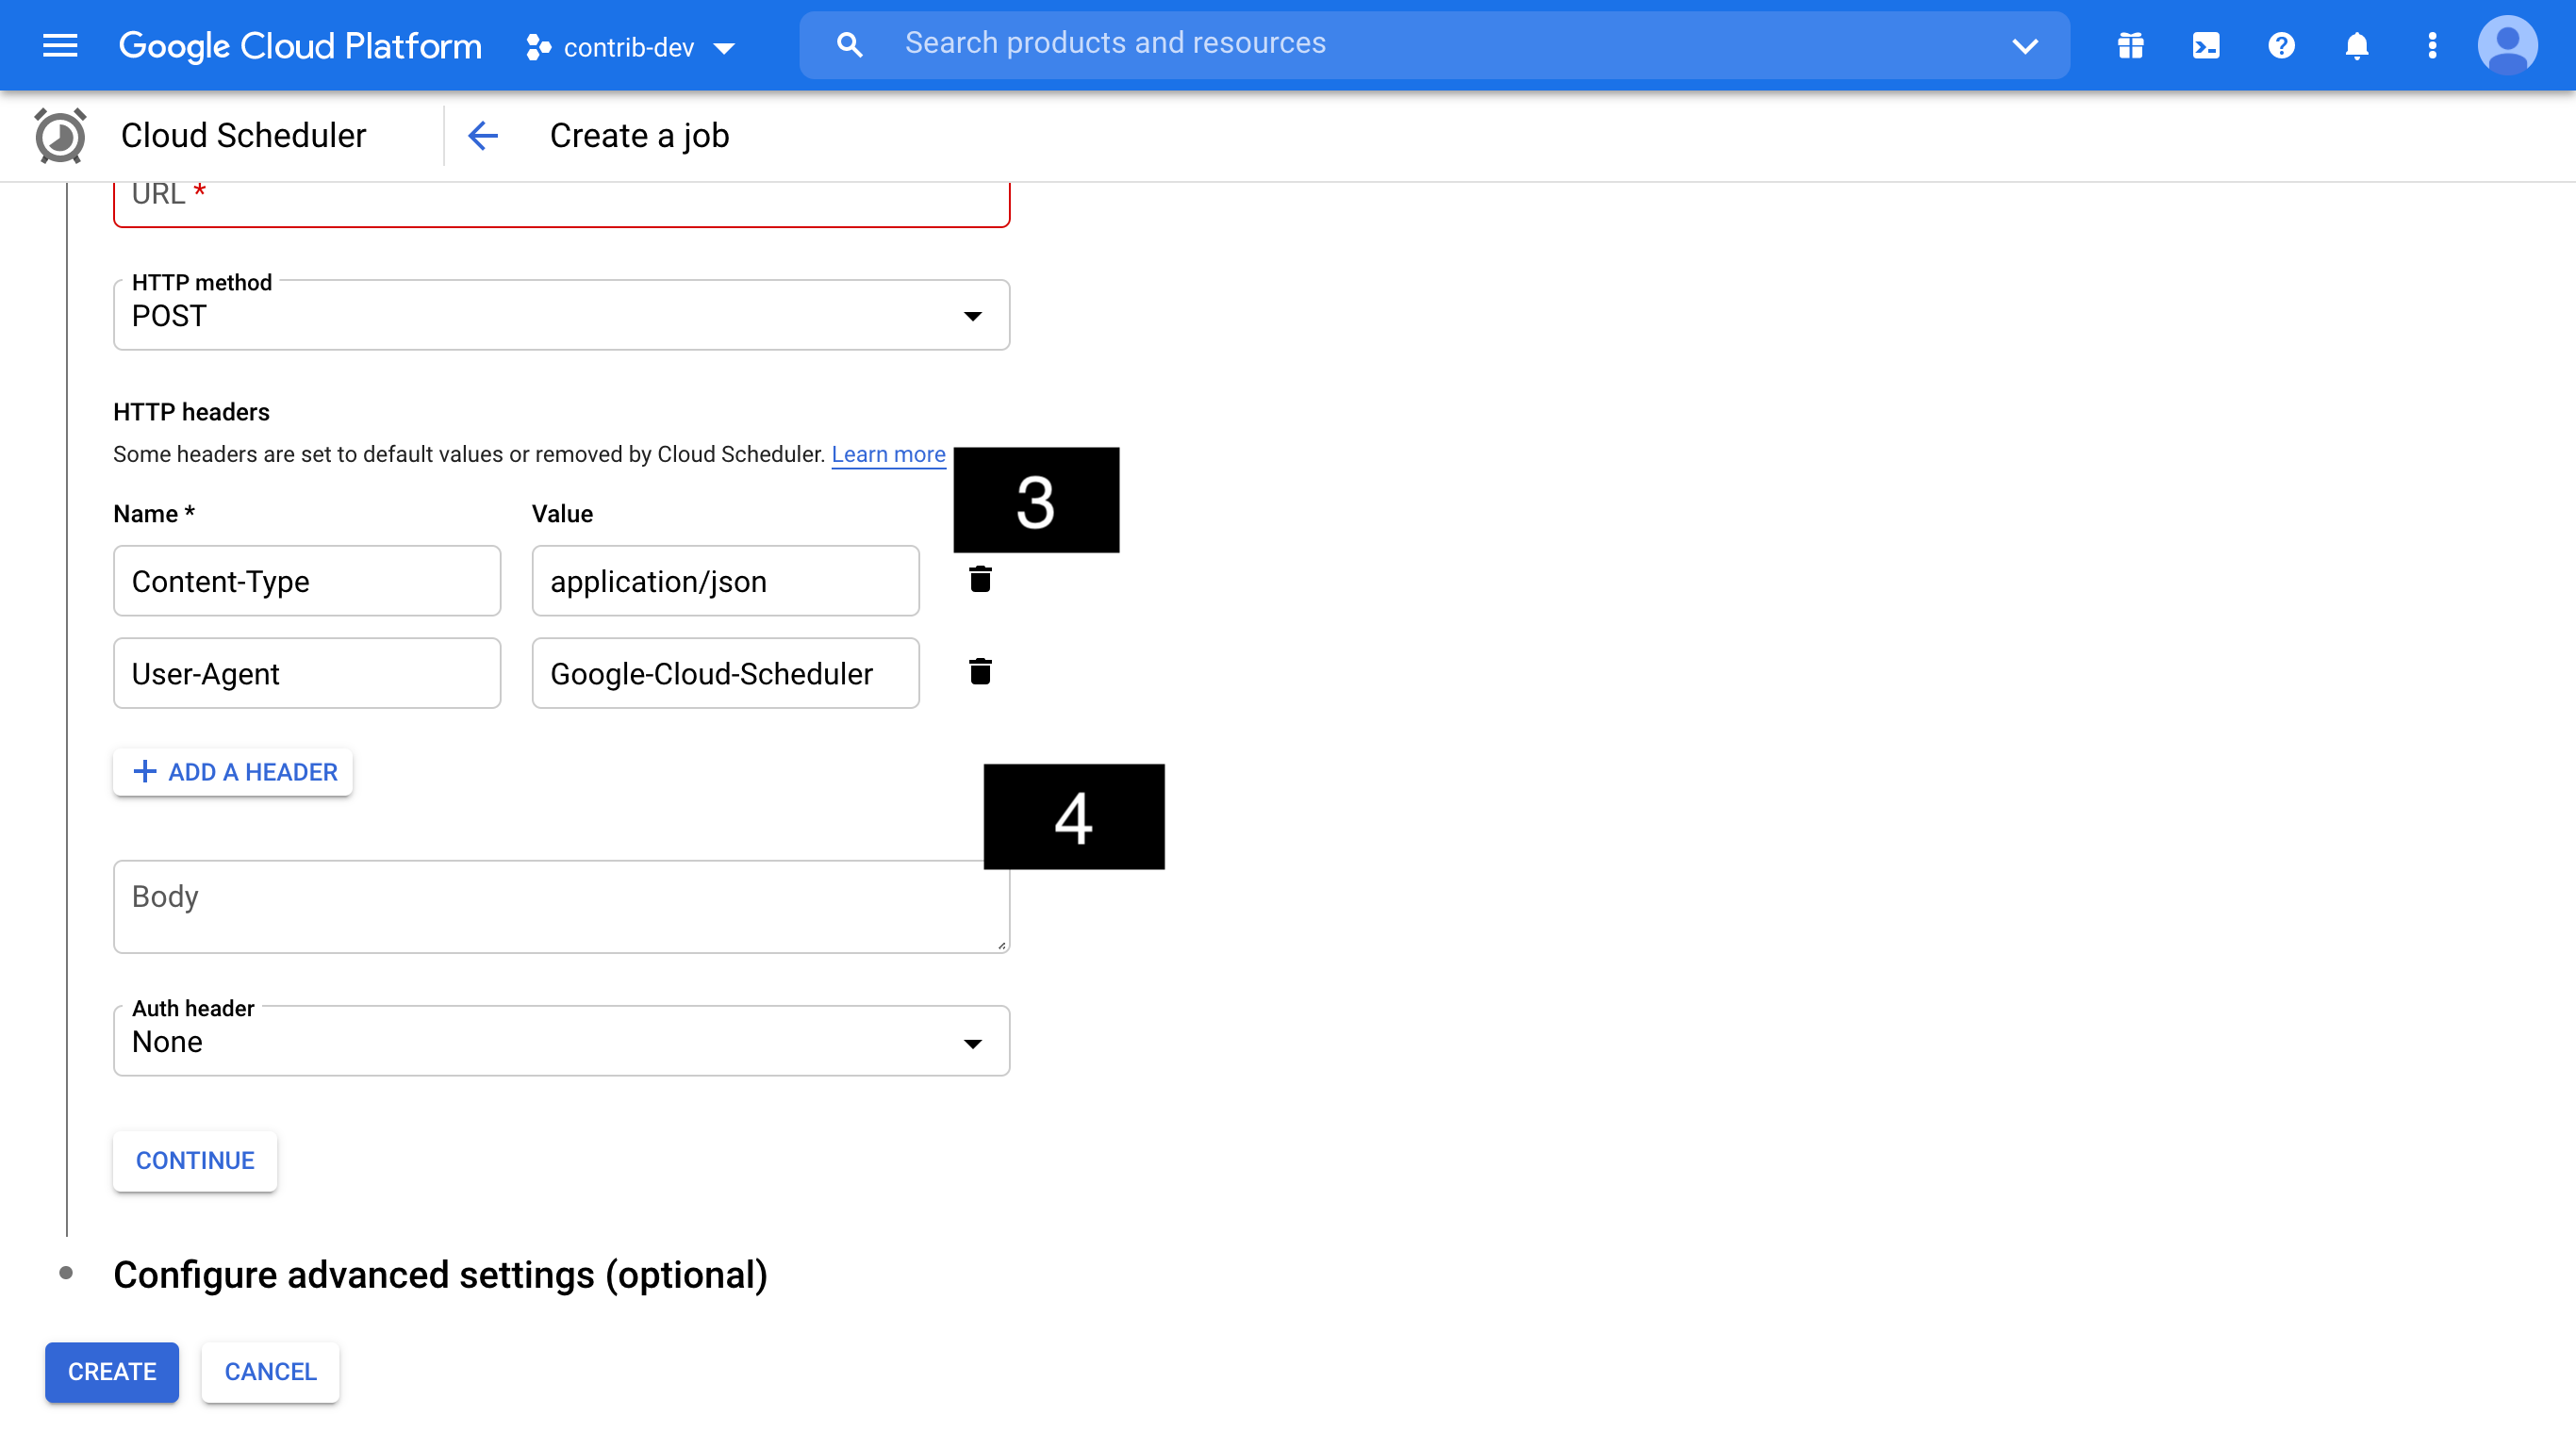 Google Cloud Platform contrib-dev Search products and resources
Cloud Scheduler Create a job
URL *
HTTP method
POST
HTTP headers
Some headers are set to default values or removed by Cloud Scheduler. Learn more
3
Name * Value
Content-Type application/json
User-Agent Google-Cloud-Scheduler
ADD A HEADER
4
Body
Auth header
None
CONTINUE
Configure advanced settings (optional)
CREATE CANCEL